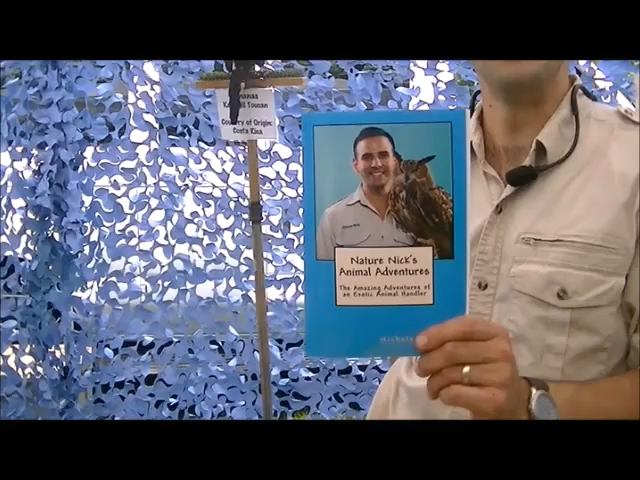 Keel Billed Toucan
Country of Origin:
Costa Rica
Nature Nick's
Animal Adventures
The Amazing Adventures of
an Exotic Animal Handler